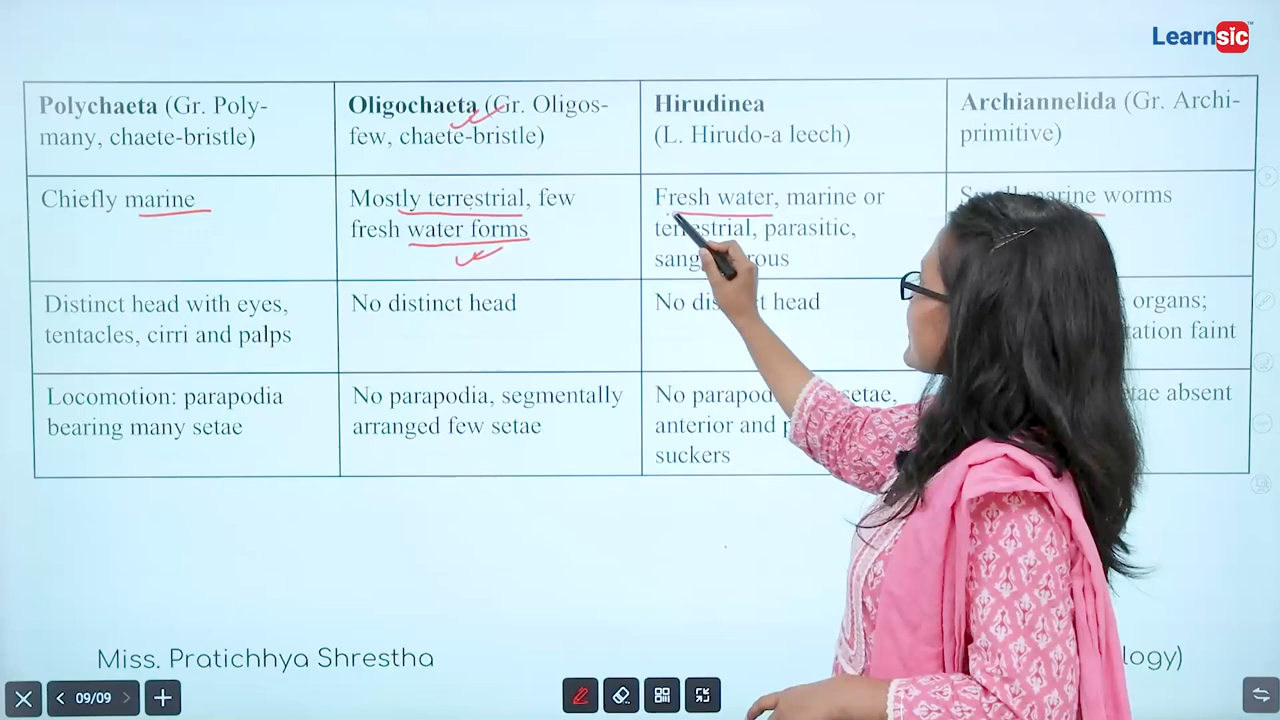 Learnsic
Polychaeta (Gr. Poly-
many, chaete-bristle)
Oligochaeta (Gr. Oligos-
few, chaete-bristle)
Hirudinea
(L. Hirudo-a leech)
Archiannelida (Gr. Archi-
primitive)
Chiefly marine
Mostly terrestrial, few
fresh water forms
Fresh water, marine or
terrestrial, parasitic,
marine worms
Distinct head with eyes,
tentacles, cirri and palps
No distinct head
No head
organs;
faint
Locomotion: parapodia
bearing many setae
No parapodia, segmentally
arranged few setae
No setae,
anterior and
suckers
absent
Miss. Pratichhya Shrestha
09/09